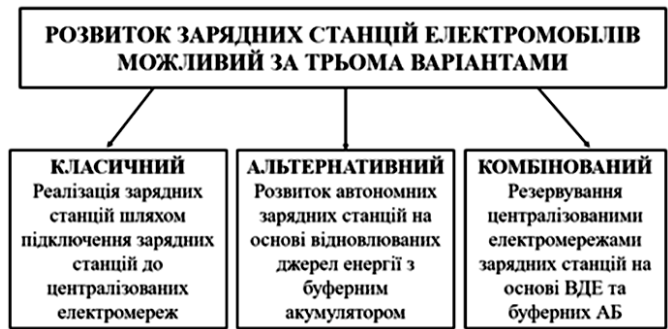 РОЗВИТОК ЗАРЯДНИХ СТАНЦІЙ ЕЛЕКТРОМОБІЛІВ
МОЖЛИВИЙ ЗА ТРЬОМА ВАРІАНТАМИ
КЛАСИЧНИЙ
Реалізація зарядних
станцій шляхом
підключення зарядних
станцій до
централізованих
електромереж
АЛЬТЕРНАТИВНИЙ
Розвиток автономних
зарядних станцій на
основі відновлюваних
джерел енергії з
буферним
акумулятором
КОМБІНОВАНИЙ
Резервування
централізованими
електромережами
зарядних станцій на
основі ВДЕ та
буферних АБ